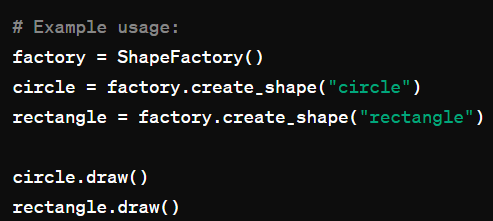 # Example usage:
factory = ShapeFactory()
circle = factory.create_shape("circle")
rectangle = factory.create_shape("rectangle")

circle.draw()
rectangle.draw()